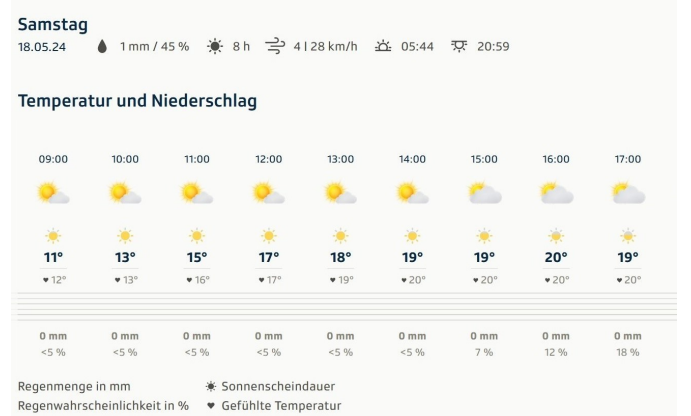 Samstag
18.05.24 1 mm / 45 % 8 h 4 | 28 km/h 05:44 20:59
Temperatur und Niederschlag
09:00 10:00 11:00 12:00 13:00 14:00 15:00 16:00 17:00
11° 13° 15° 17° 18° 19° 19° 20° 19°
12° 13° 16° 17° 19° 20° 20° 20° 20°
0 mm 0 mm 0 mm 0 mm 0 mm 0 mm 0 mm 0 mm 0 mm
<5 % <5 % <5 % <5 % <5 % <5 % 7 % 12 % 18 %
Regenmenge in mm Sonnenscheindauer
Regenwahrscheinlichkeit in % Gefühlte Temperatur